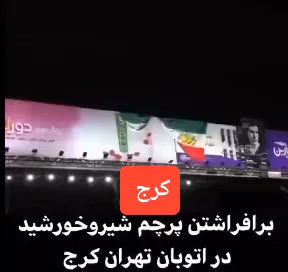 کرج
برافراشتن پرچم شیروخورشید
در اتوبان تهران کرج